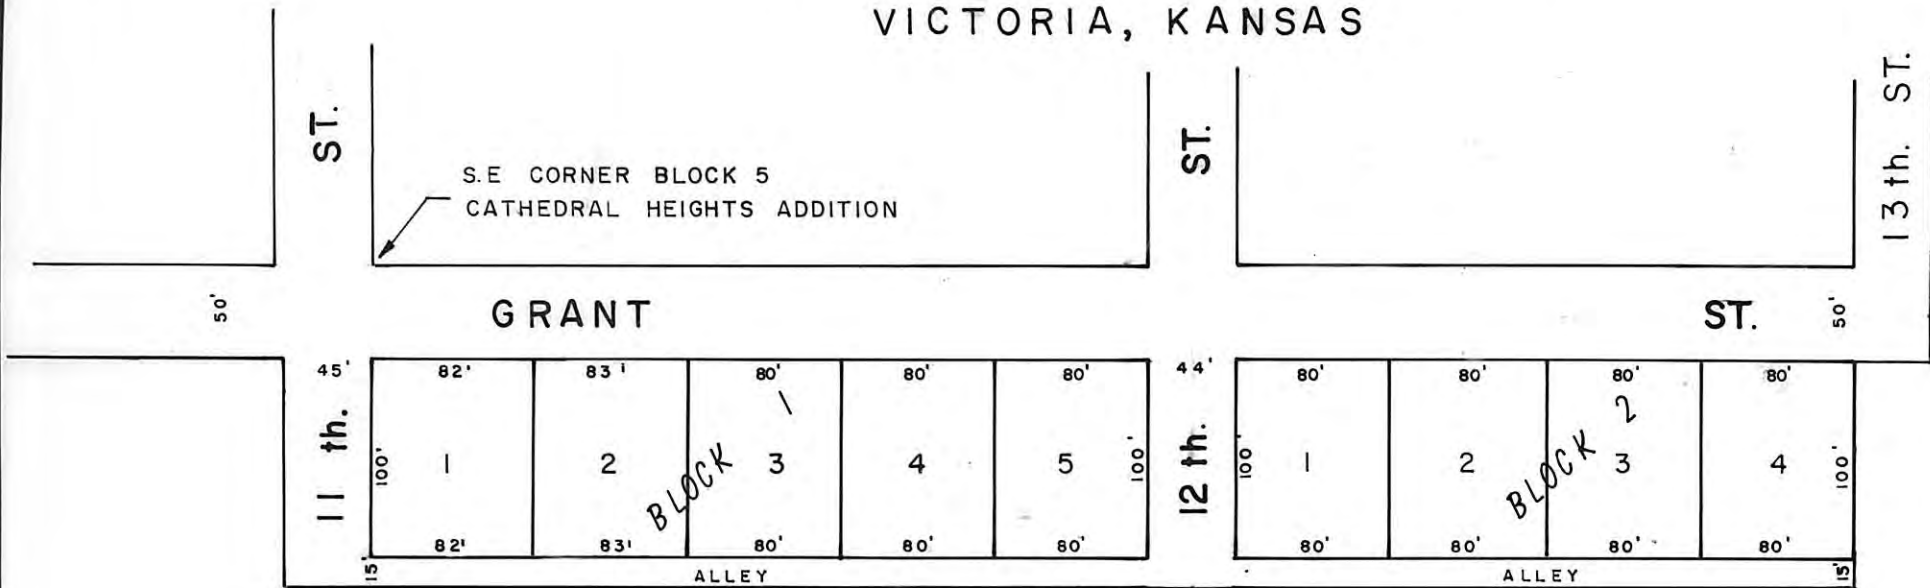 VICTORIA, KANSAS
ST.
ST.
13th. ST.
S.E CORNER BLOCK 5
CATHEDRAL HEIGHTS ADDITION
50'
GRANT
ST.
50'
45'
82'
83'
80'
80'
80'
44'
80'
80'
80'
80'
11 th.
100'
1
2
BLOCK 1
3
4
5
100'
12 th.
100'
1
2
BLOCK 2
3
4
100'
82'
83'
80'
80'
80'
80'
80'
80'
80'
15'
ALLEY
ALLEY
15'